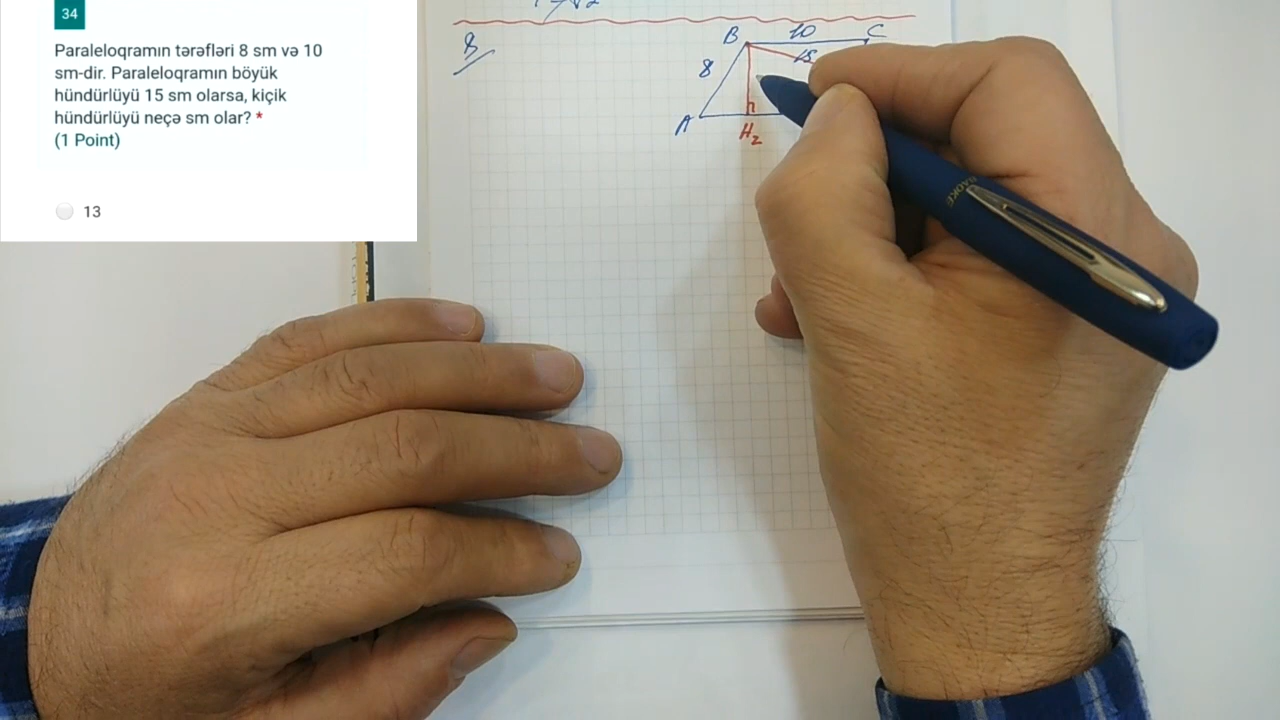 34
Paraleloqramın tərəfləri 8 sm və 10
sm-dir. Paraleloqramın böyük
hündürlüyü 15 sm olarsa, kiçik
hündürlüyü neçə sm olar? *
(1 Point)
13
8
B 10 C
8
15
A
H₂
BAOKE